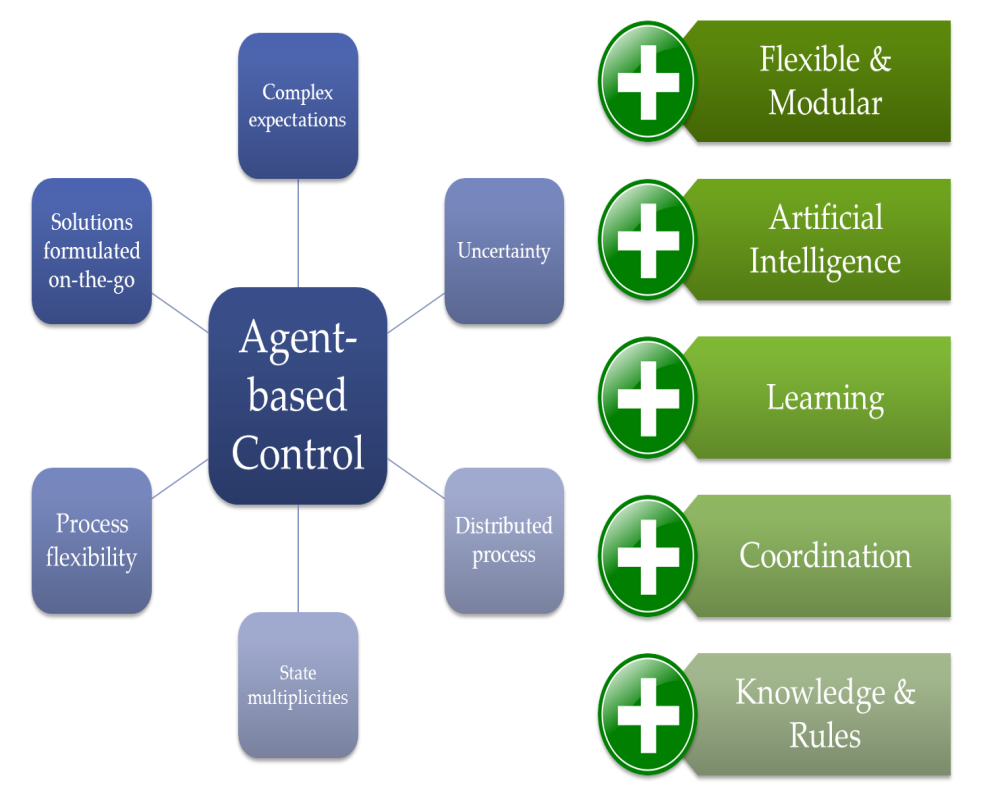 Complex
expectations
Uncertainty
Distributed
process
State
multiplicities
Process
flexibility
Solutions
formulated
on-the-go
Agent-
based
Control
Flexible &
Modular
Artificial
Intelligence
Learning
Coordination
Knowledge &
Rules